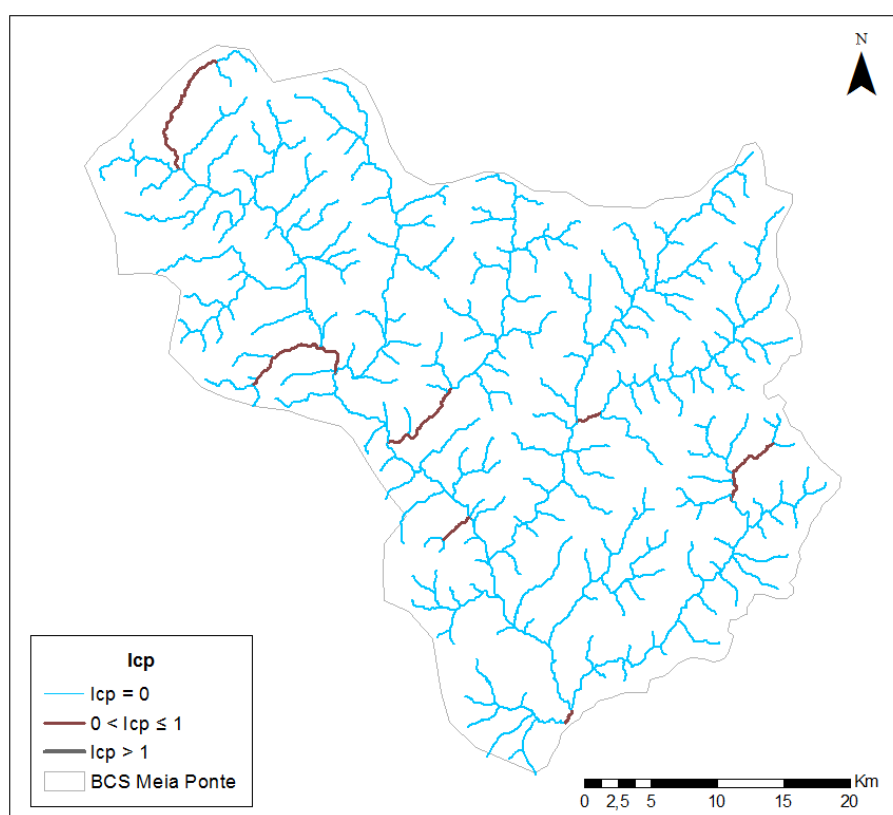 N
Icp
Icp = 0
0 < Icp ≤ 1
Icp > 1
BCS Meia Ponte
Km
0 2,5 5 10 15 20